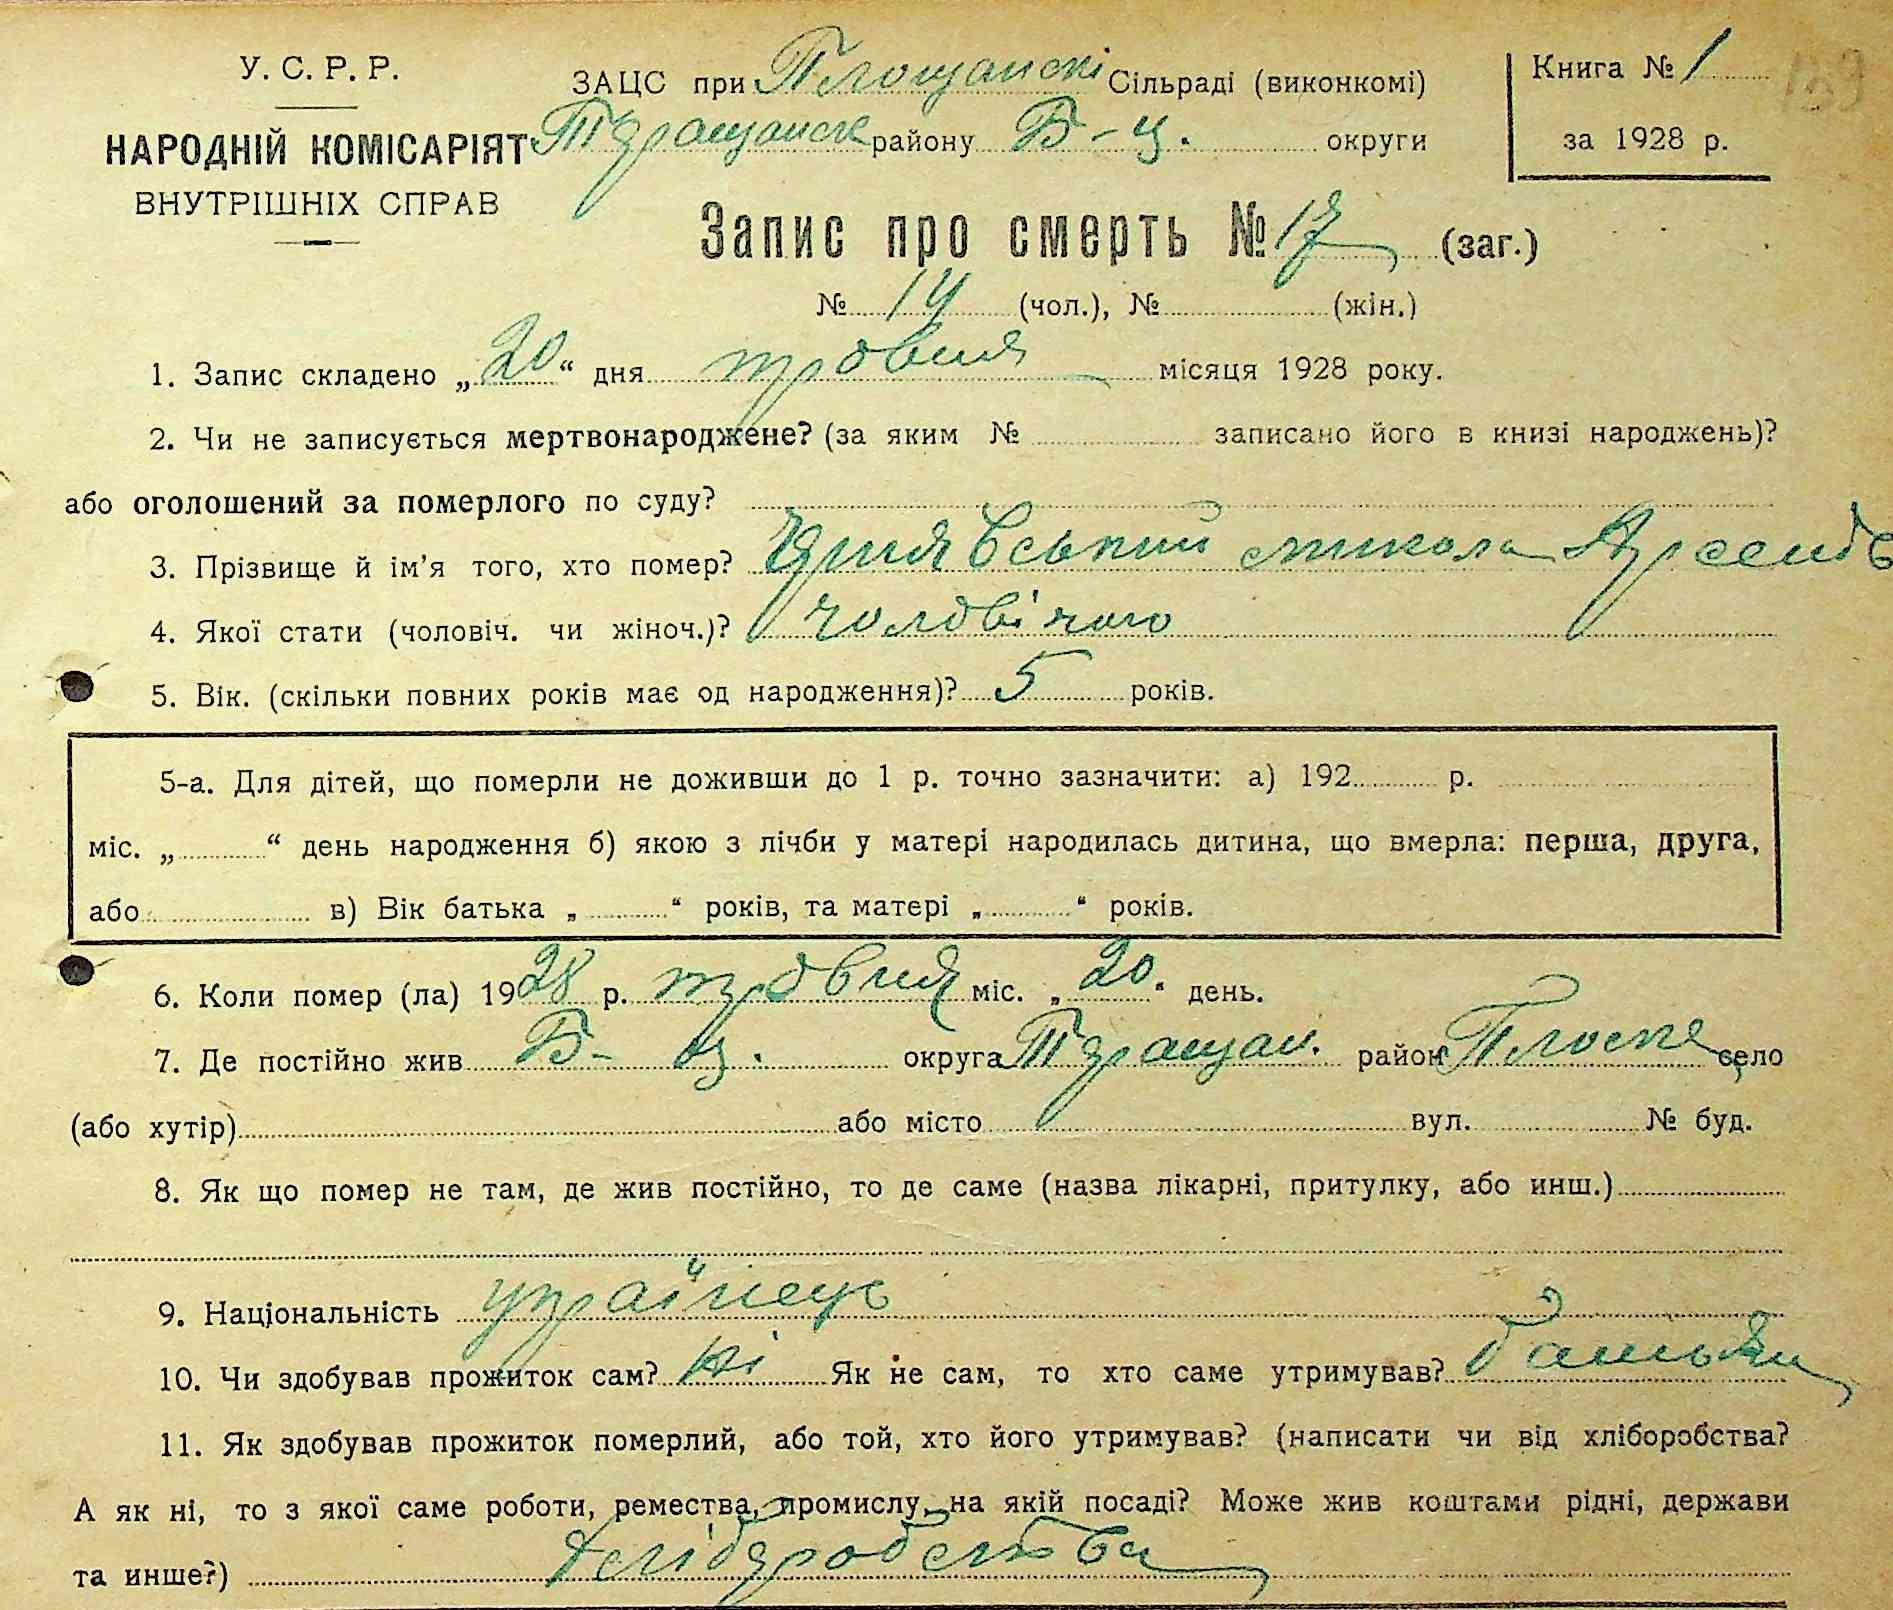 У. С. Р. Р.
НАРОДНІЙ КОМІСАРІЯТ
ВНУТРІШНІХ СПРАВ
ЗАЦС при Площанскі Сільраді (виконкомі)
Таращанске району Б-ц. округи
Книга № 1
за 1928 р.
Запис про смерть № 17 (заг.)
№ 14 (чол.), № (жін.)
1. Запис складено „20“ дня травня місяця 1928 року.
2. Чи не записується мертвонароджене? (за яким № записано його в книзі народжень)?
або оголошений за померлого по суду?
3. Прізвище й ім'я того, хто помер? микола
4. Якої стати (чоловіч. чи жіноч.)? чоловічого
5. Вік. (скільки повних років має од народження)? 5 років.
5-а. Для дітей, що померли не доживши до 1 р. точно зазначити: а) 192 р.
міс. „ “ день народження б) якою з лічби у матері народилась дитина, що вмерла: перша, друга,
або в) Вік батька „ “ років, та матері „ “ років.
6. Коли помер (ла) 1928 р. травня міс. „20“ день.
7. Де постійно жив Б- ц. округа Таращан. район Плоске село
(або хутір) або місто вул. № буд.
8. Як що помер не там, де жив постійно, то де саме (назва лікарні, притулку, або инш.)
9. Національність українець
10. Чи здобував прожиток сам? ні Як не сам, то хто саме утримував? батьки
11. Як здобував прожиток померлий, або той, хто його утримував? (написати чи від хліборобства?
А як ні, то з якої саме роботи, ремества, промислу, на якій посаді? Може жив коштами рідні, держави
та инше?) хліборобства